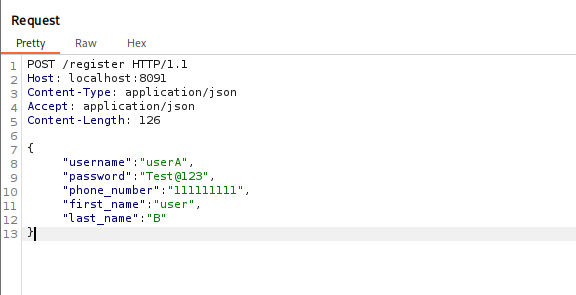 Request
Pretty Raw Hex
1 POST /register HTTP/1.1
2 Host: localhost:8091
3 Content-Type: application/json
4 Accept: application/json
5 Content-Length: 126
6
7 {
8 "username":"userA",
9 "password":"Test@123",
10 "phone_number":"111111111",
11 "first_name":"user",
12 "last_name":"B"
13 }